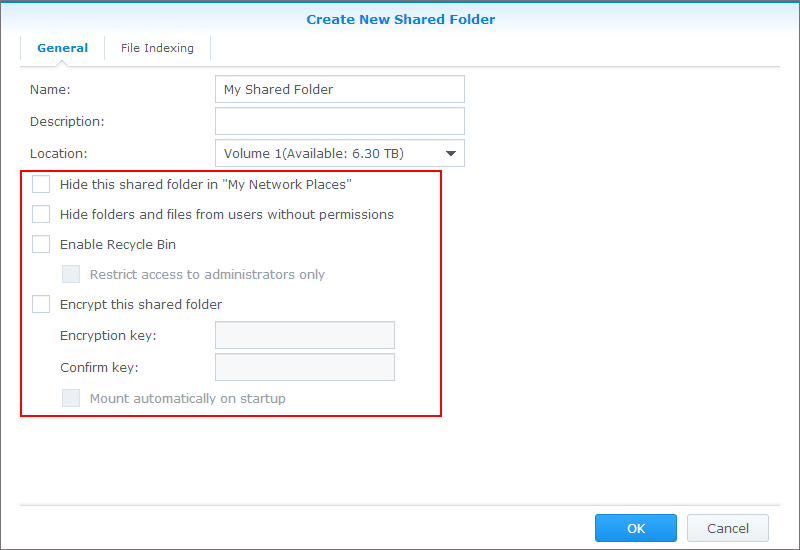 Create New Shared Folder
General File Indexing
Name: My Shared Folder
Description:
Location: Volume 1(Available: 6.30 TB)
Hide this shared folder in "My Network Places"
Hide folders and files from users without permissions
Enable Recycle Bin
Restrict access to administrators only
Encrypt this shared folder
Encryption key:
Confirm key:
Mount automatically on startup
OK Cancel